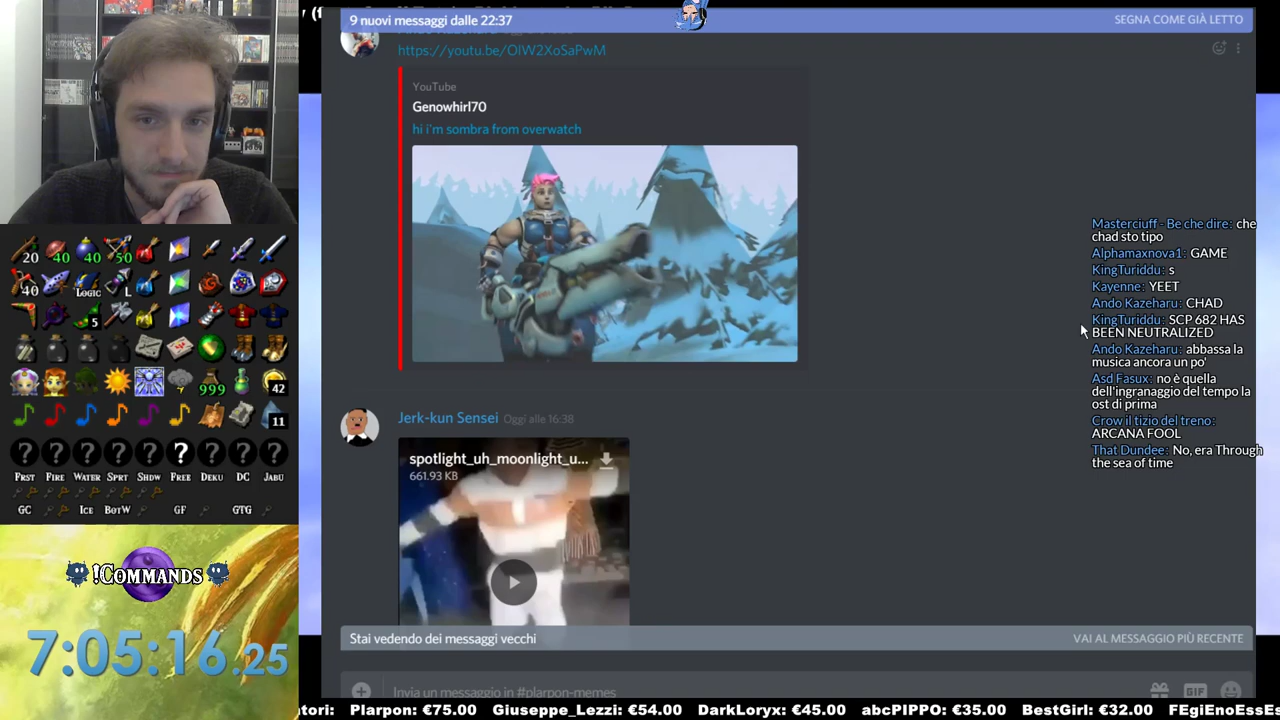 9 nuovi messaggi dalle 22:37
SEGNA COME GIÀ LETTO
https://youtu.be/OIW2XoSaPwM
YouTube
Genowhirl70
hi i'm sombra from overwatch
Jerk-kun Sensei Oggi alle 16:38
spotlight_uh_moonlight_u...
661.93 KB
Stai vedendo dei messaggi vecchi
VAI AL MESSAGGIO PIÙ RECENTE
Invia un messaggio in #plarpon-memes
GIF
Masterciuff - Be che dire: che
chad sto tipo
Alphamaxnova1: GAME
KingTuriddu: s
Kayenne: YEET
Ando Kazeharu: CHAD
KingTuriddu: SCP 682 HAS
BEEN NEUTRALIZED
Ando Kazeharu: abbassa la
musica ancora un po'
Asd Fasux: no è quella
dell'ingranaggio del tempo la
ost di prima
Crow il tizio del treno:
ARCANA FOOL
That Dundee: No, era Through
the sea of time
20 40 40 50
40 LOGIC L
5
999 42
11
? ? ? ? ? ? ? ? ?
FRST FIRE WATER SPRT SHDW FREE DEKU DC JABU
GC ICE BOTW GF GTG
!COMMANDS
7:05:16.25
atori: Plarpon: €75.00 Giuseppe_Lezzi: €54.00 DarkLoryx: €45.00 abcPIPPO: €35.00 BestGirl: €32.00 FEgiEnoEssEs